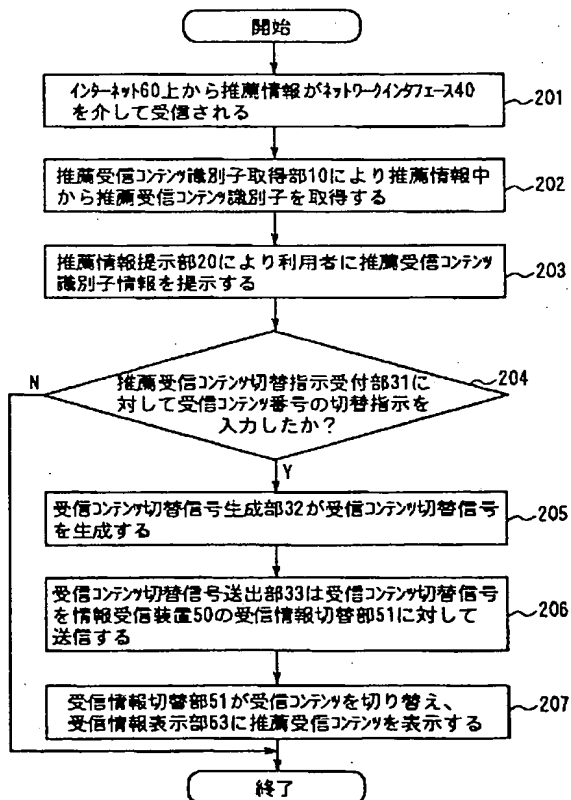 開始
インターネット60上から推薦情報がネットワークインタフェース40
を介して受信される
201
推薦受信コンテンツ識別子取得部10により推薦情報中
から推薦受信コンテンツ識別子を取得する
202
推薦情報提示部20により利用者に推薦受信コンテンツ
識別子情報を提示する
203
N
推薦受信コンテンツ切替指示受付部31に
対して受信コンテンツ番号の切替指示を
入力したか？
204
Y
受信コンテンツ切替信号生成部32が受信コンテンツ切替信号
を生成する
205
受信コンテンツ切替信号送出部33は受信コンテンツ切替信号
を情報受信装置50の受信情報切替部51に対して
送信する
206
受信情報切替部51が受信コンテンツを切り替え、
受信情報表示部53に推薦受信コンテンツを表示する
207
終了